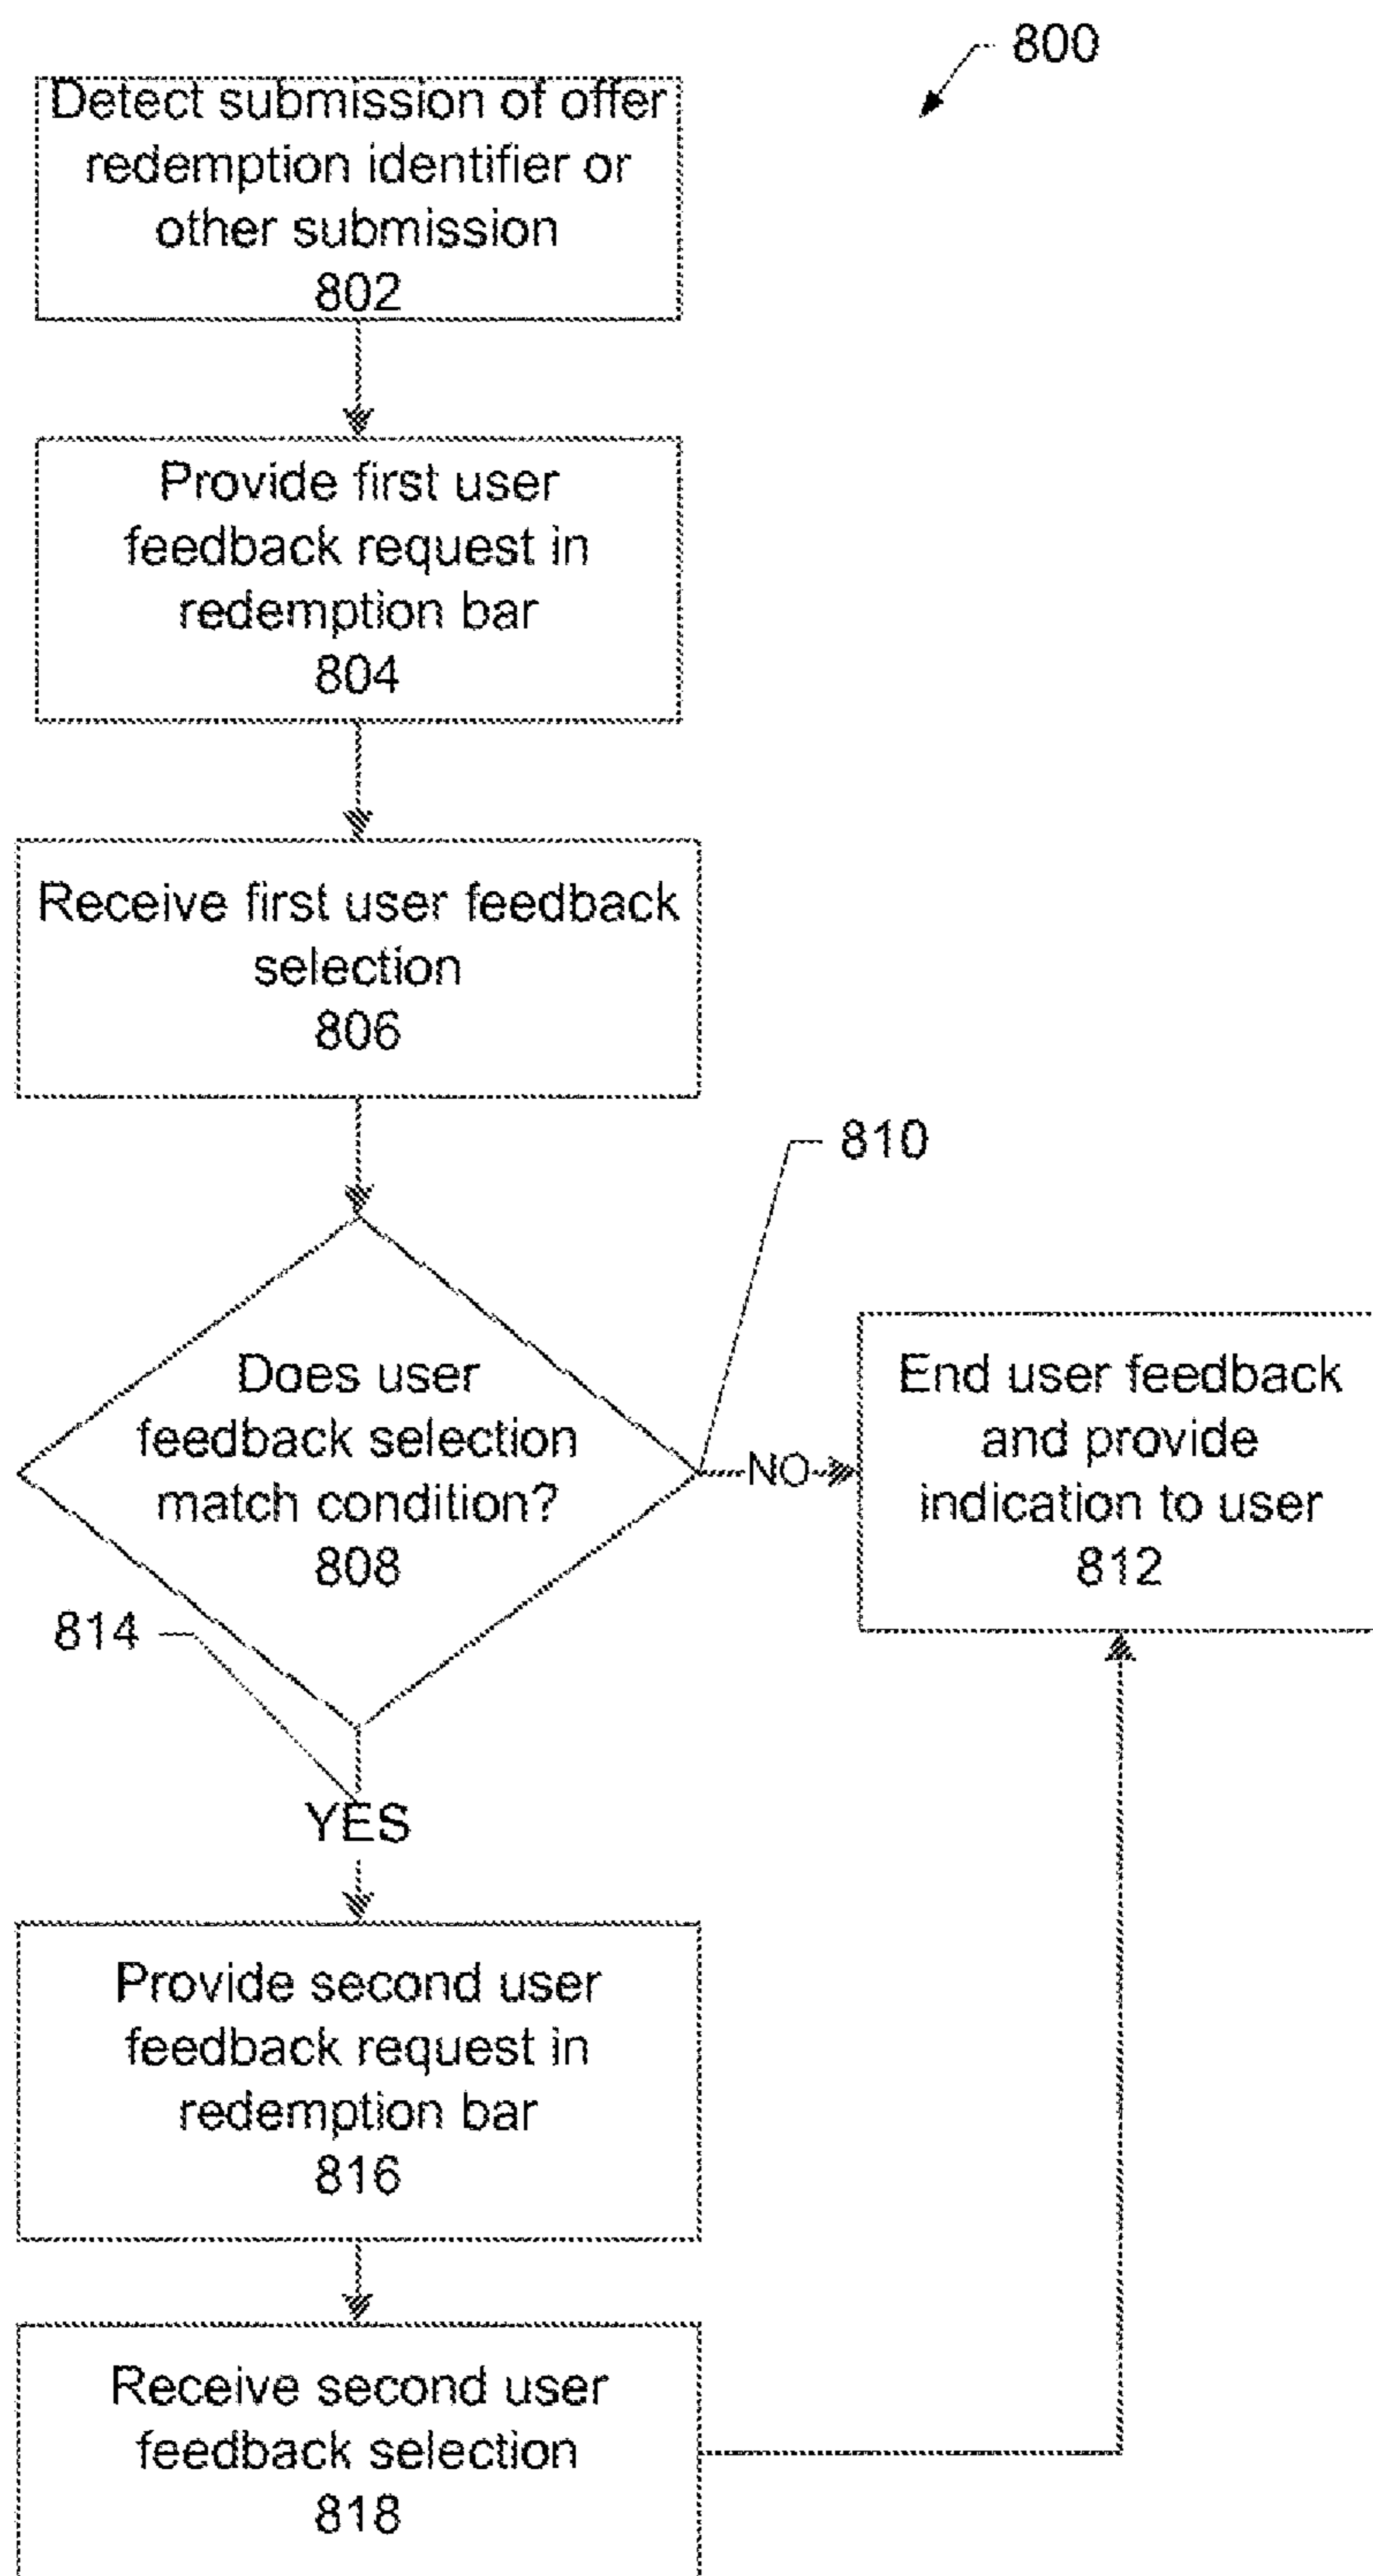 800
Detect submission of offer
redemption identifier or
other submission
802
Provide first user
feedback request in
redemption bar
804
Receive first user feedback
selection
806
810
Does user
feedback selection
match condition?
808
NO
End user feedback
and provide
indication to user
812
814
YES
Provide second user
feedback request in
redemption bar
816
Receive second user
feedback selection
818